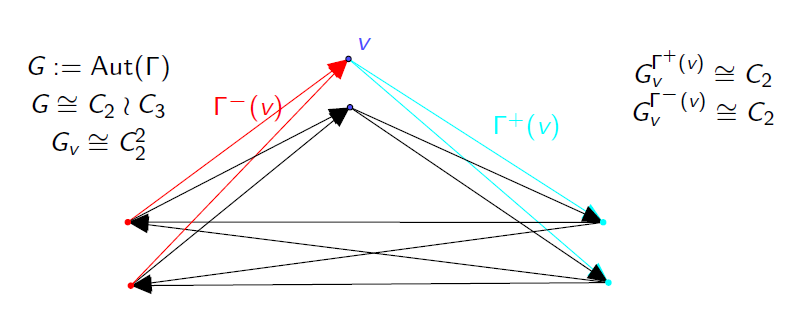 G := Aut(Γ)
G ≅ C₂ ≀ C₃
G_v ≅ C₂²
v
Γ⁻(v)
Γ⁺(v)
G_v^{Γ⁺(v)} ≅ C₂
G_v^{Γ⁻(v)} ≅ C₂